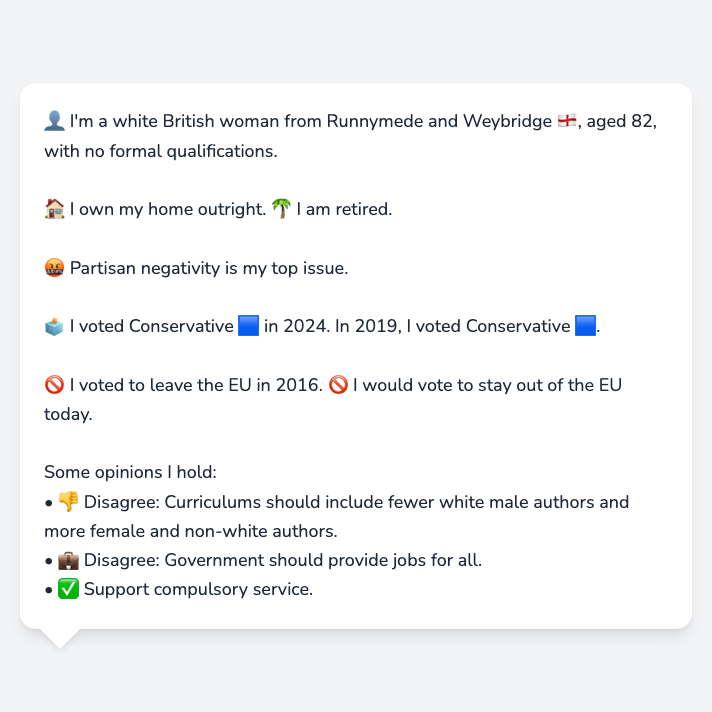 👤 I'm a white British woman from Runnymede and Weybridge 🏴󠁧󠁢󠁥󠁮󠁧󠁿, aged 82,
with no formal qualifications.
🏠 I own my home outright. 🌴 I am retired.
🤬 Partisan negativity is my top issue.
🗳️ I voted Conservative 🟦 in 2024. In 2019, I voted Conservative 🟦.
🚫 I voted to leave the EU in 2016. 🚫 I would vote to stay out of the EU
today.
Some opinions I hold:
• 👎 Disagree: Curriculums should include fewer white male authors and
more female and non-white authors.
• 💼 Disagree: Government should provide jobs for all.
• ✅ Support compulsory service.